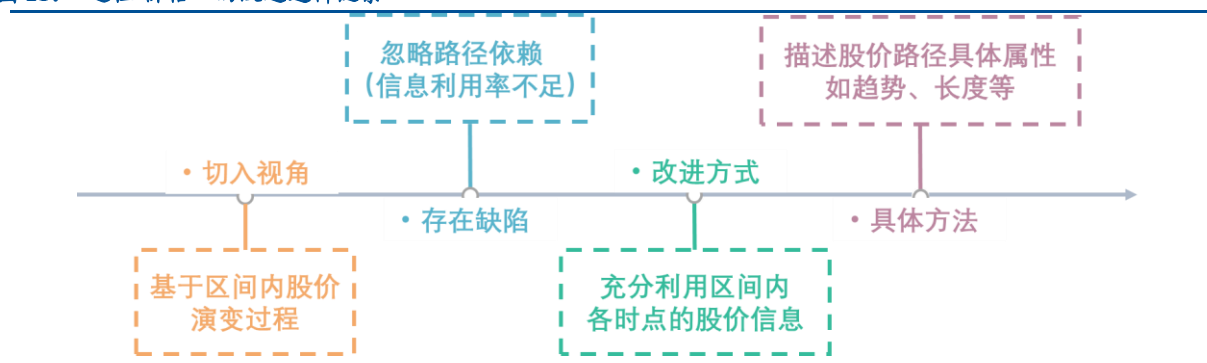 忽略路径依赖
（信息利用率不足）
描述股价路径具体属性
如趋势、长度等
• 切入视角
• 改进方式
• 存在缺陷
• 具体方法
基于区间内股价
演变过程
充分利用区间内
各时点的股价信息